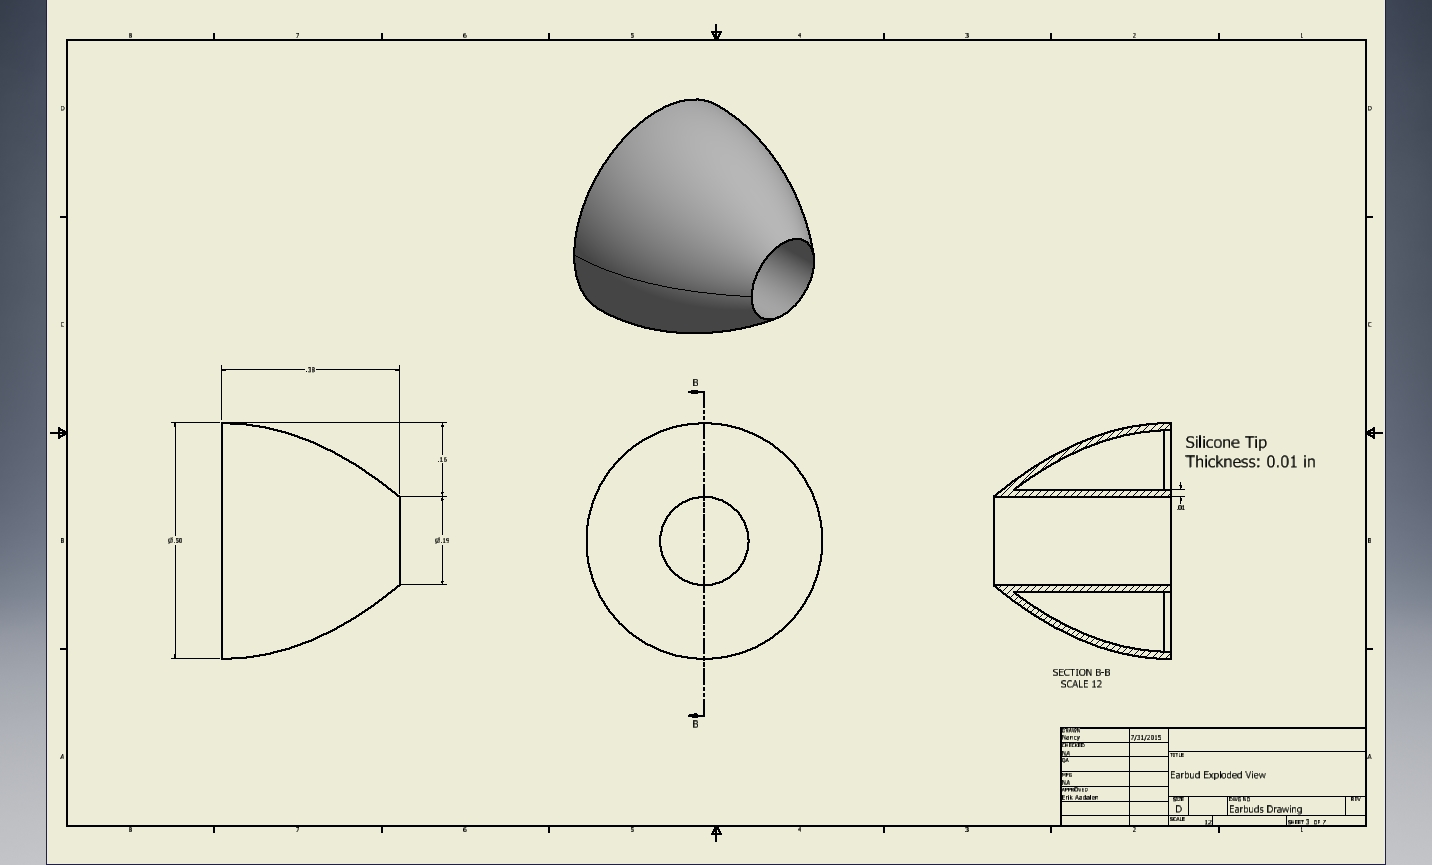 8 7 6 5 4 3 2 1
D D
C C
.38
B
Silicone Tip
Thickness: 0.01 in
.16
.01
B Ø.50 Ø.19 B
SECTION B-B
SCALE 12
B
DRAWN
Nancy 7/31/2015
CHECKED
NA
QA
TITLE
A A
MFG
NA
Earbud Exploded View
APPROVED
Erik Aadalen
SIZE DWG NO REV
D Earbuds Drawing
SCALE 12 SHEET 3 OF 7
8 7 6 5 4 3 2 1